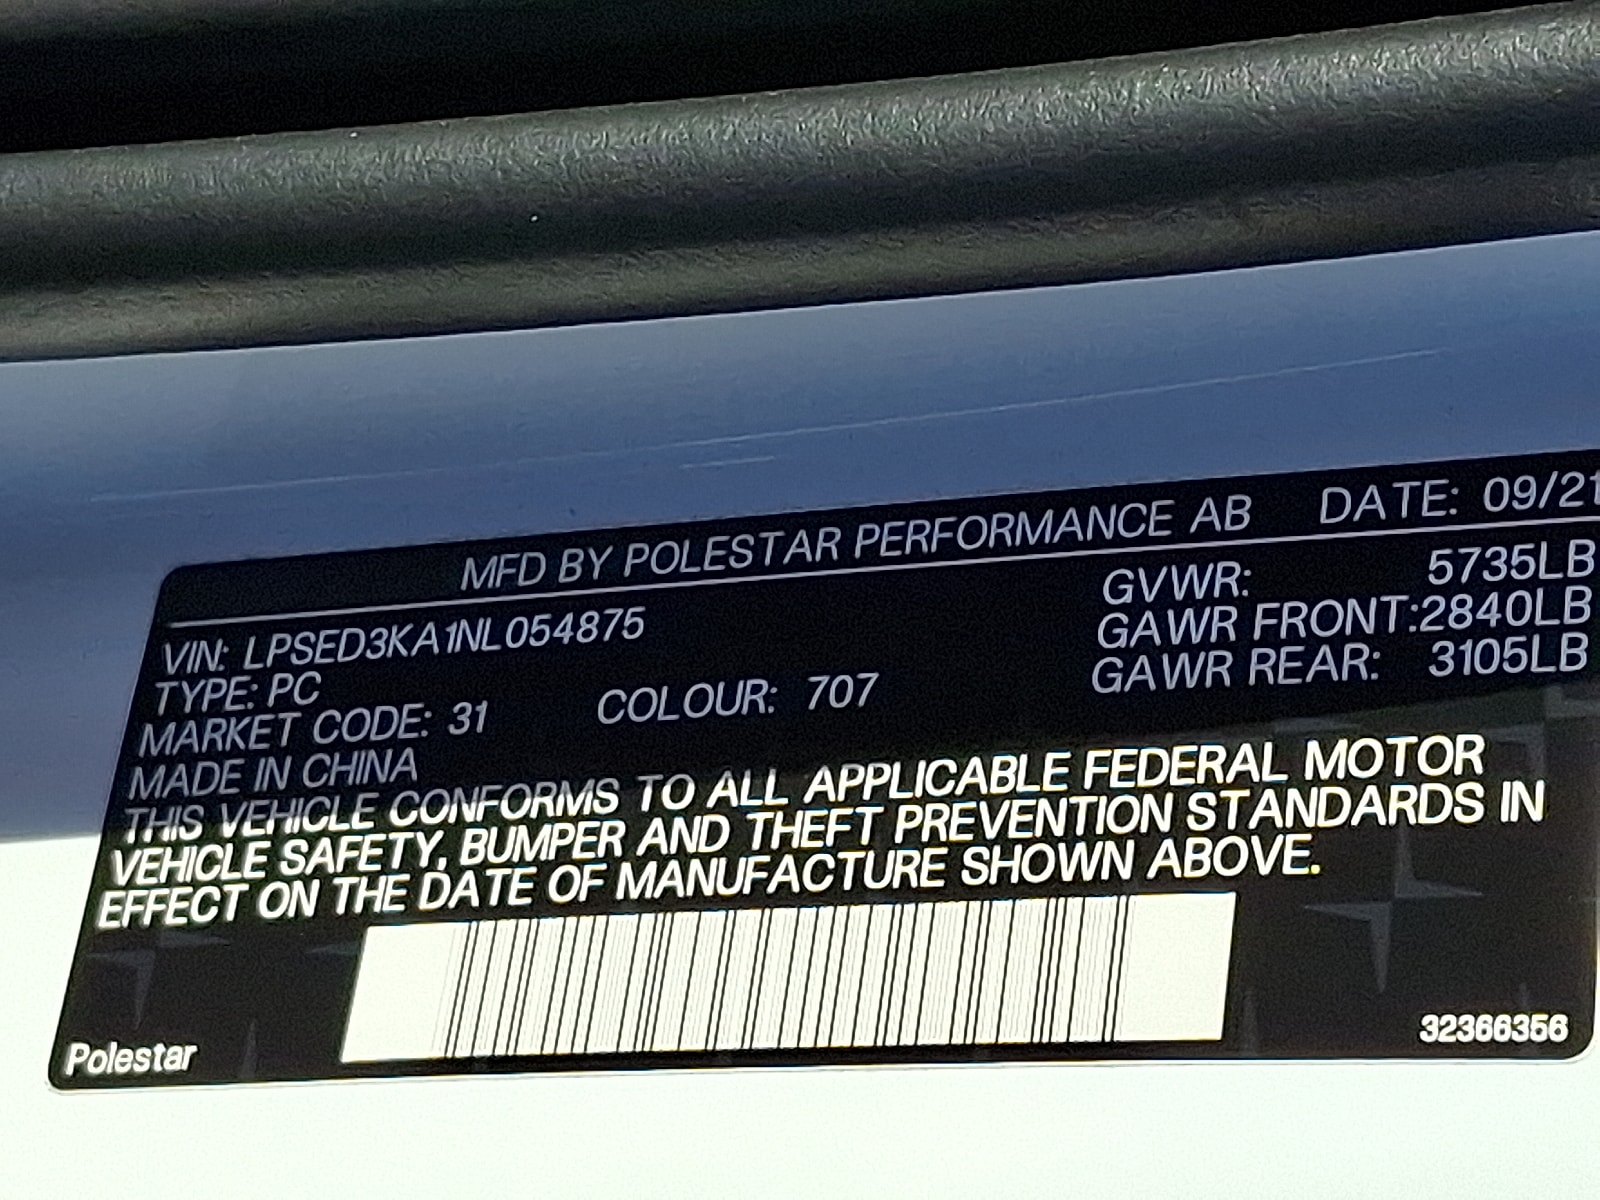 MFD BY POLESTAR PERFORMANCE AB DATE: 09/21
VIN: LPSED3KA1NL054875
TYPE: PC
MARKET CODE: 31 COLOUR: 707
MADE IN CHINA
GVWR: 5735LB
GAWR FRONT:2840LB
GAWR REAR: 3105LB
THIS VEHICLE CONFORMS TO ALL APPLICABLE FEDERAL MOTOR
VEHICLE SAFETY, BUMPER AND THEFT PREVENTION STANDARDS IN
EFFECT ON THE DATE OF MANUFACTURE SHOWN ABOVE.
Polestar
32366356